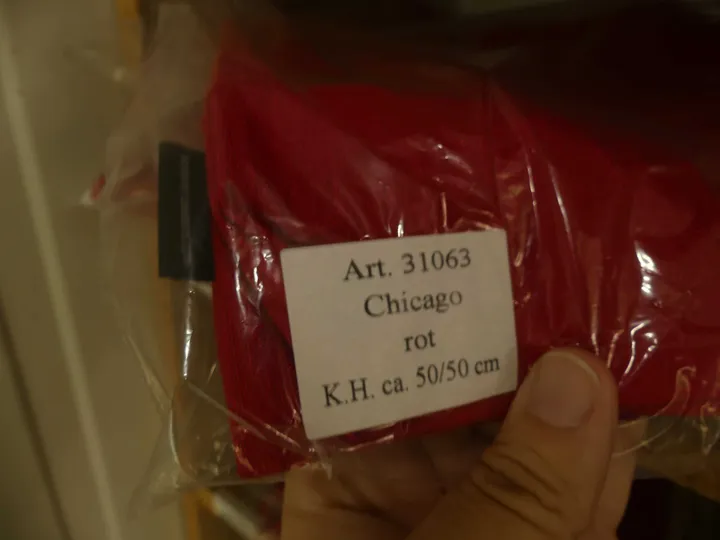 Art. 31063
Chicago
rot
K.H. ca. 50/50 cm